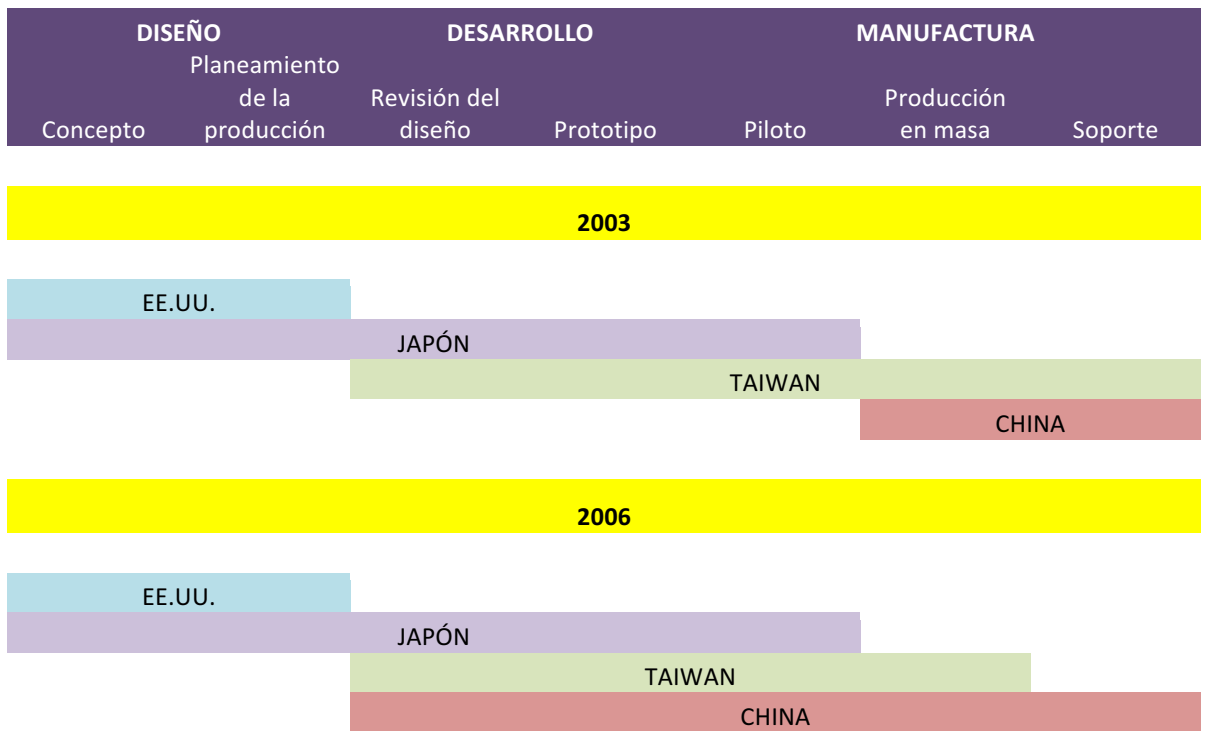 DISEÑO DESARROLLO MANUFACTURA
Planeamiento
de la Revisión del Producción
Concepto producción diseño Prototipo Piloto en masa Soporte
2003
EE.UU.
JAPÓN
TAIWAN
CHINA
2006
EE.UU.
JAPÓN
TAIWAN
CHINA